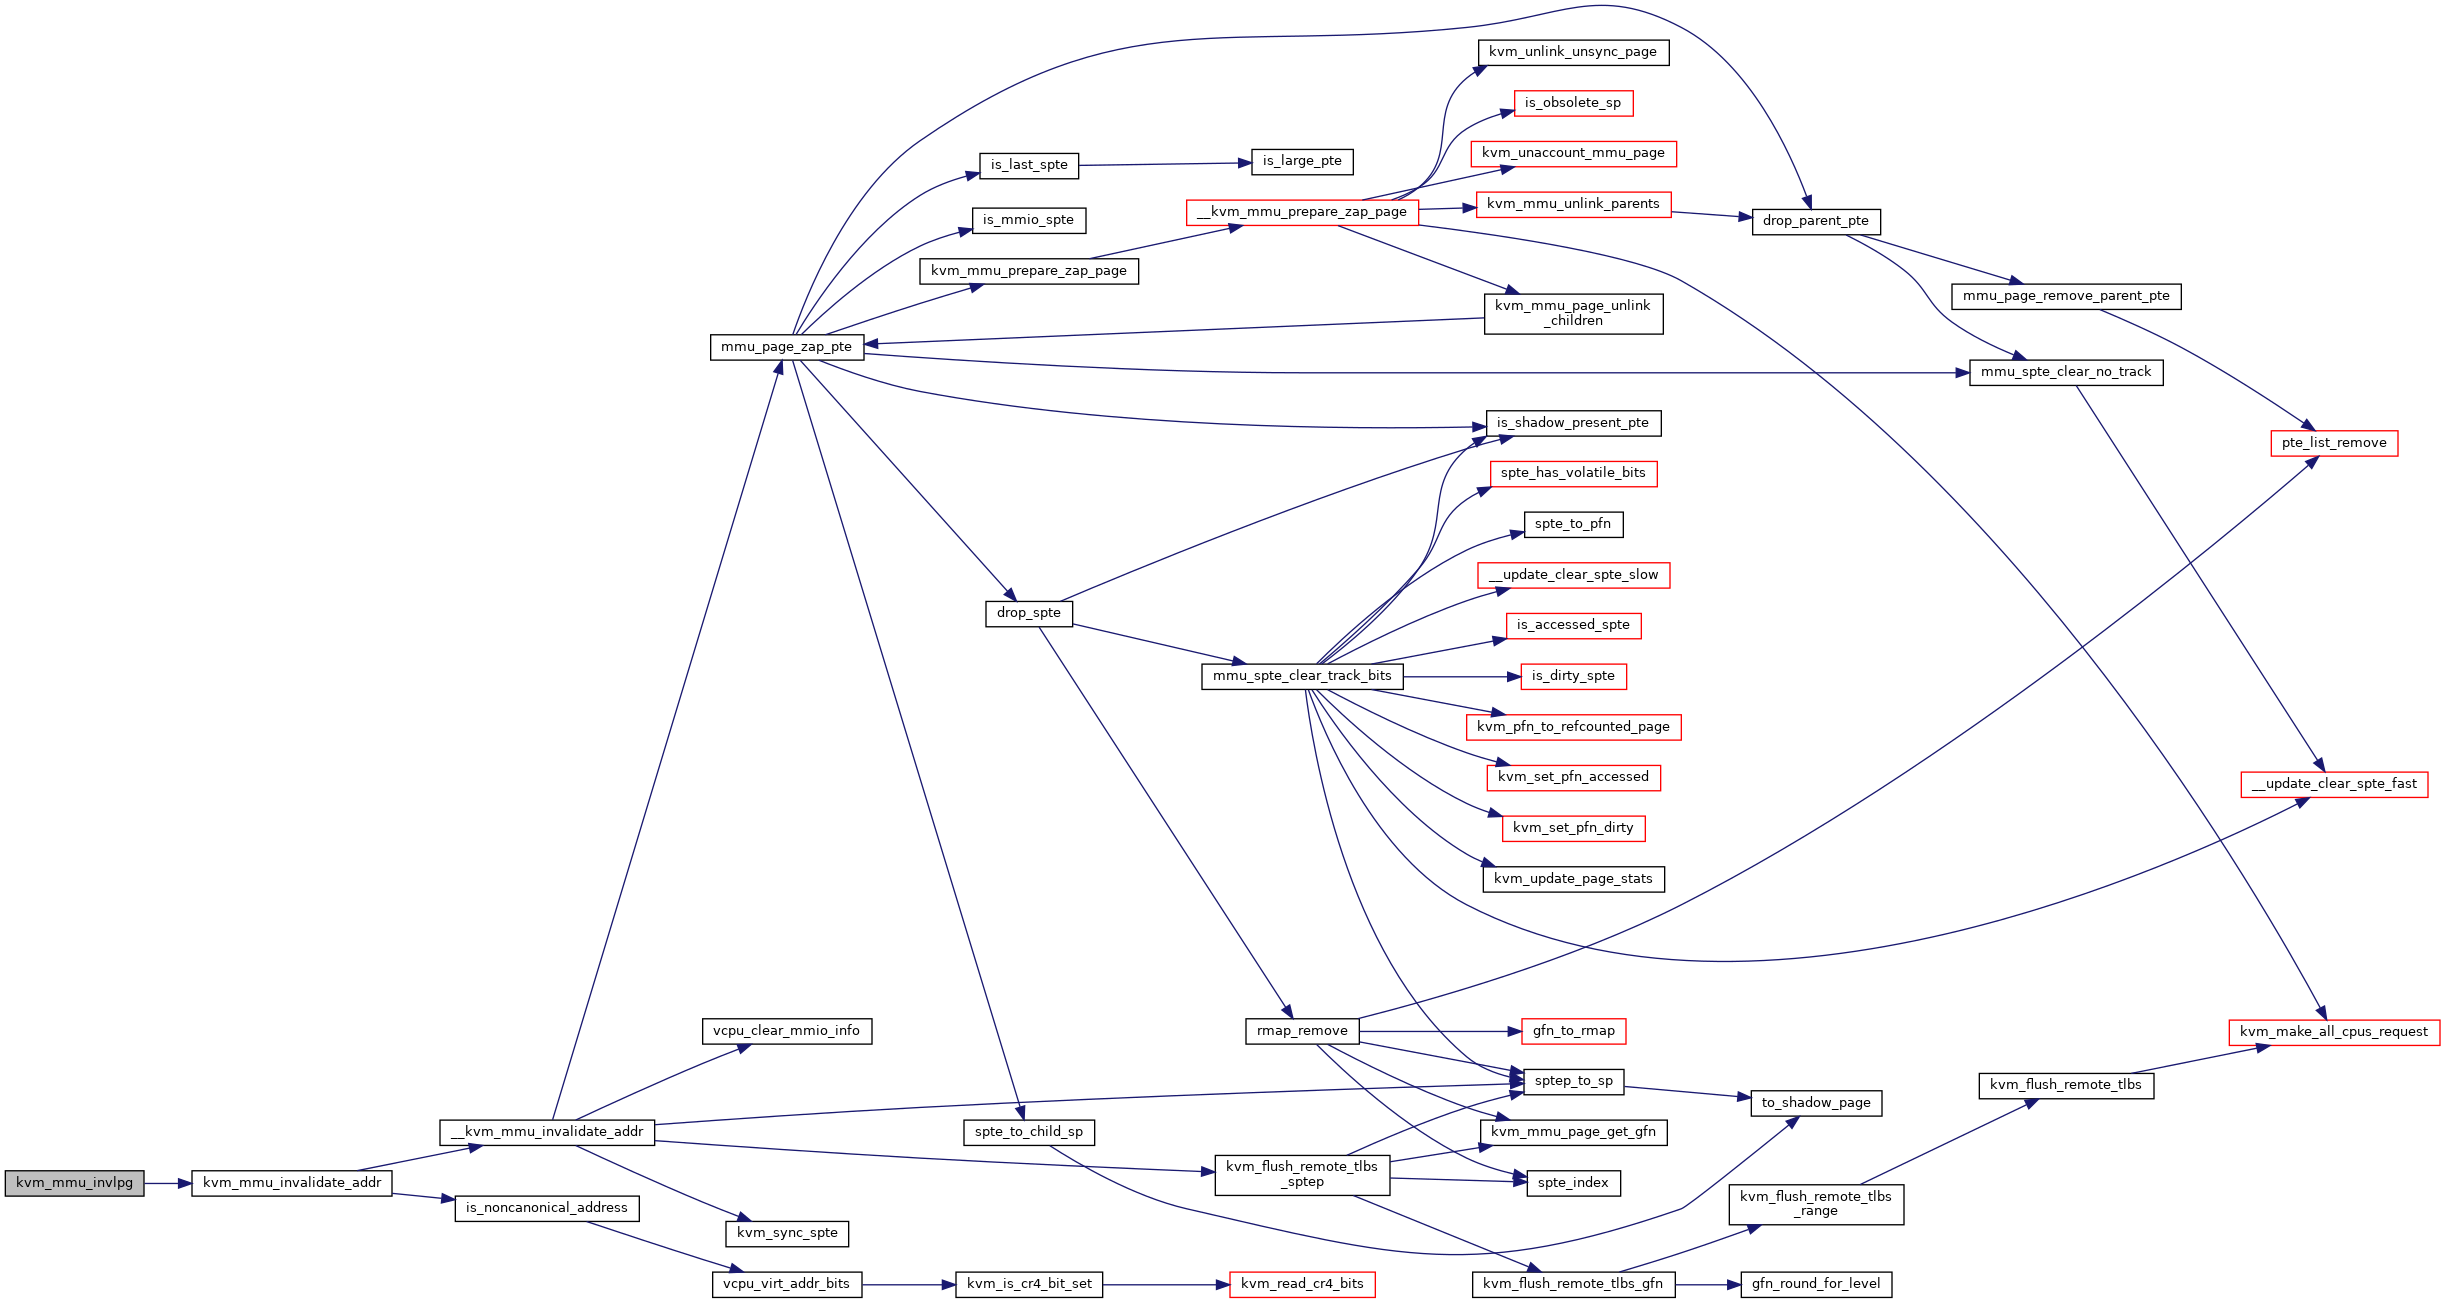 kvm_unlink_unsync_page
is_obsolete_sp
kvm_unaccount_mmu_page
is_last_spte
is_large_pte
kvm_mmu_unlink_parents
__kvm_mmu_prepare_zap_page
is_mmio_spte
drop_parent_pte
kvm_mmu_prepare_zap_page
mmu_page_remove_parent_pte
kvm_mmu_page_unlink
_children
mmu_page_zap_pte
mmu_spte_clear_no_track
is_shadow_present_pte
pte_list_remove
spte_has_volatile_bits
spte_to_pfn
__update_clear_spte_slow
drop_spte
is_accessed_spte
mmu_spte_clear_track_bits
is_dirty_spte
kvm_pfn_to_refcounted_page
kvm_set_pfn_accessed
__update_clear_spte_fast
kvm_set_pfn_dirty
kvm_update_page_stats
vcpu_clear_mmio_info
rmap_remove
gfn_to_rmap
kvm_make_all_cpus_request
sptep_to_sp
kvm_flush_remote_tlbs
to_shadow_page
__kvm_mmu_invalidate_addr
spte_to_child_sp
kvm_mmu_page_get_gfn
kvm_flush_remote_tlbs
_sptep
kvm_mmu_invlpg
kvm_mmu_invalidate_addr
spte_index
kvm_flush_remote_tlbs
_range
is_noncanonical_address
kvm_sync_spte
vcpu_virt_addr_bits
kvm_is_cr4_bit_set
kvm_read_cr4_bits
kvm_flush_remote_tlbs_gfn
gfn_round_for_level